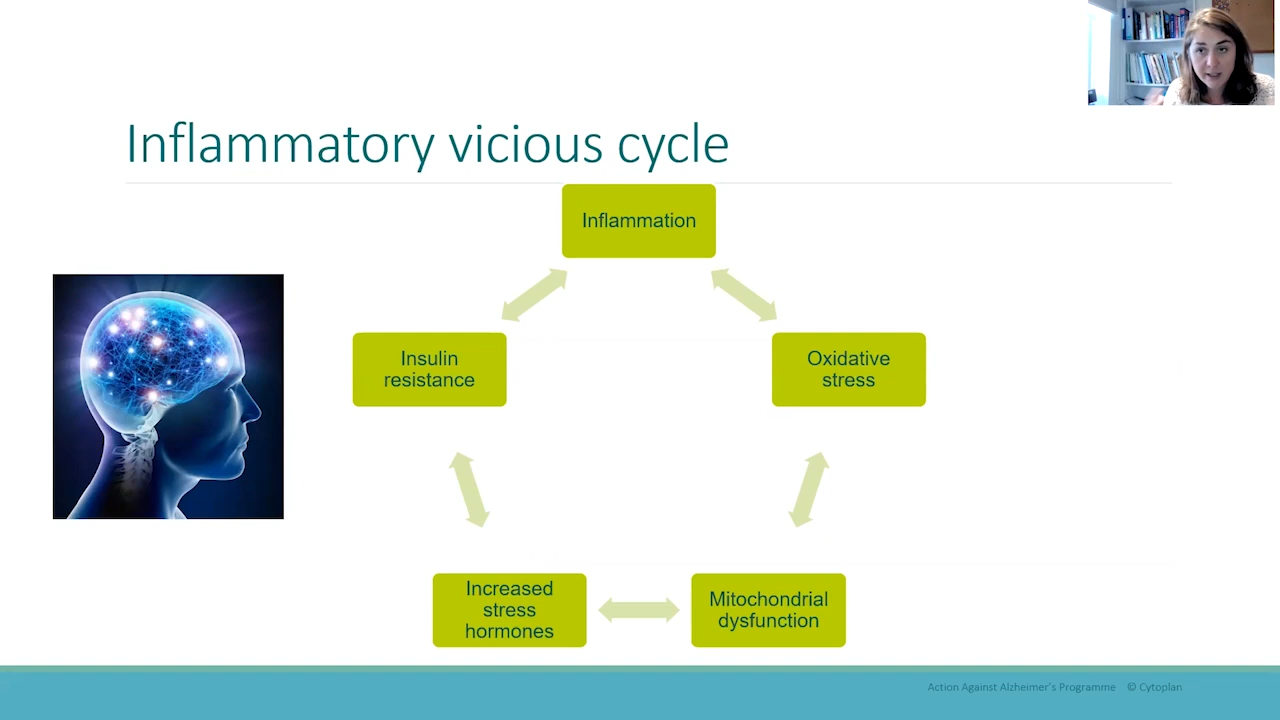 Inflammatory vicious cycle
Inflammation
Insulin
resistance
Oxidative
stress
Increased
stress
hormones
Mitochondrial
dysfunction
Action Against Alzheimer's Programme © Cytoplan